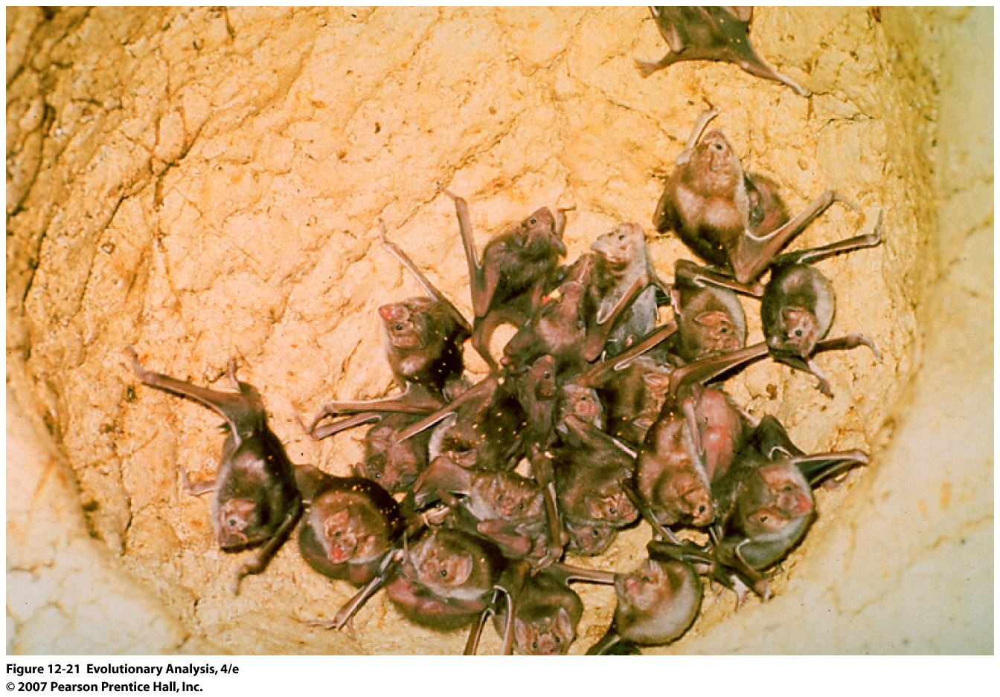 Figure 12-21 Evolutionary Analysis, 4/e
© 2007 Pearson Prentice Hall, Inc.